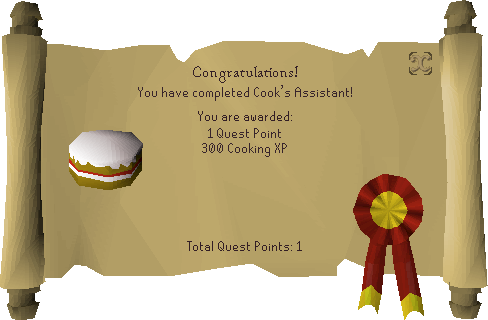 Congratulations!
You have completed Cook's Assistant!
You are awarded:
1 Quest Point
300 Cooking XP
Total Quest Points: 1